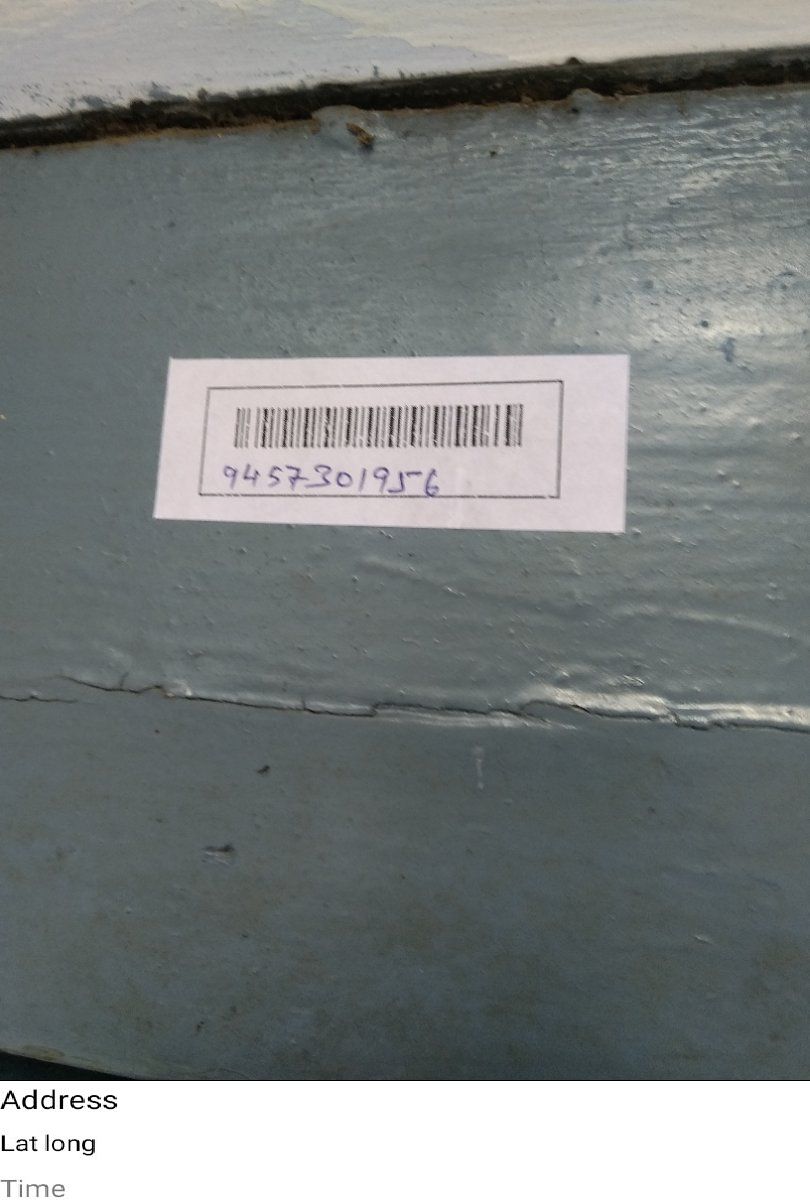 9457301956
Address
Lat long
Time